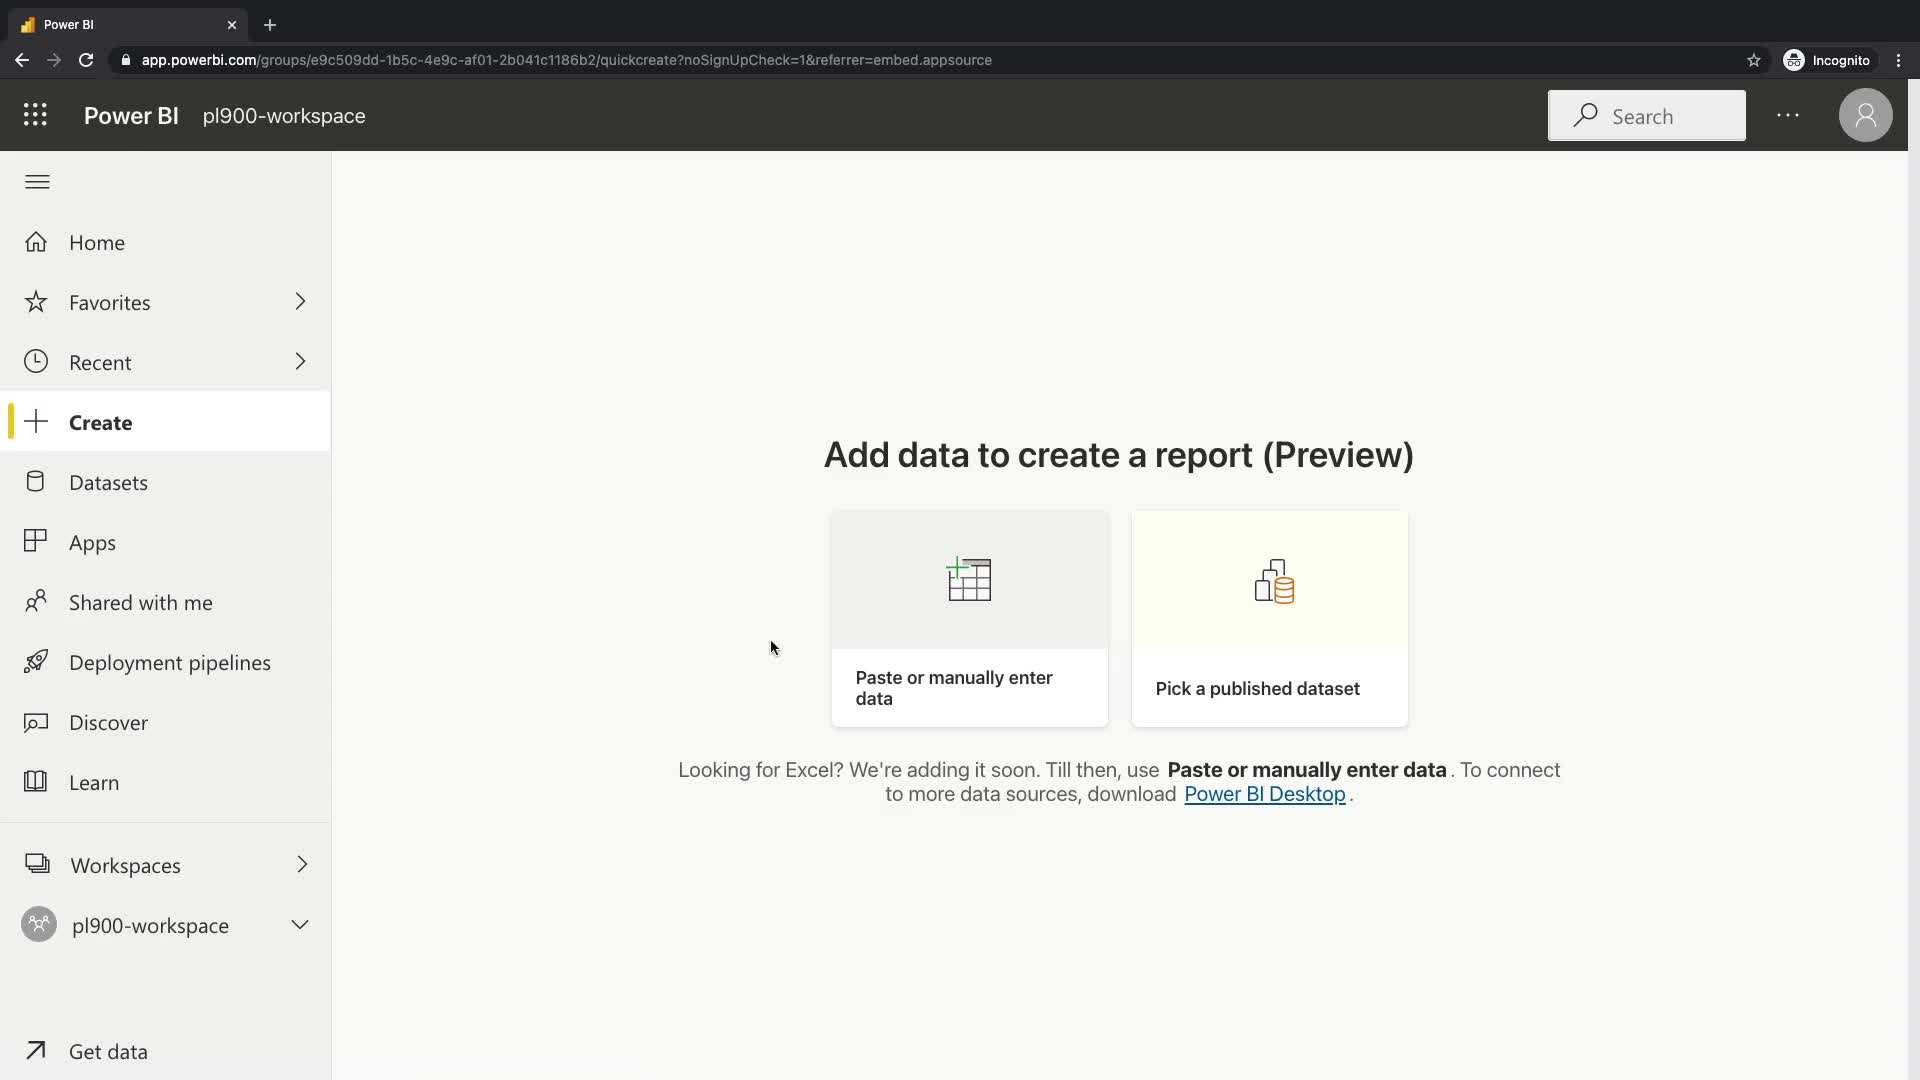 Power BI
app.powerbi.com/groups/e9c509dd-1b5c-4e9c-af01-2b041c1186b2/quickcreate?noSignUpCheck=1&referrer=embed.appsource
Incognito
Power BI pl900-workspace
Search
Home
Favorites
Recent
Create
Datasets
Apps
Shared with me
Deployment pipelines
Discover
Learn
Workspaces
pl900-workspace
Get data
Add data to create a report (Preview)
Paste or manually enter
data
Pick a published dataset
Looking for Excel? We're adding it soon. Till then, use Paste or manually enter data. To connect
to more data sources, download Power BI Desktop.